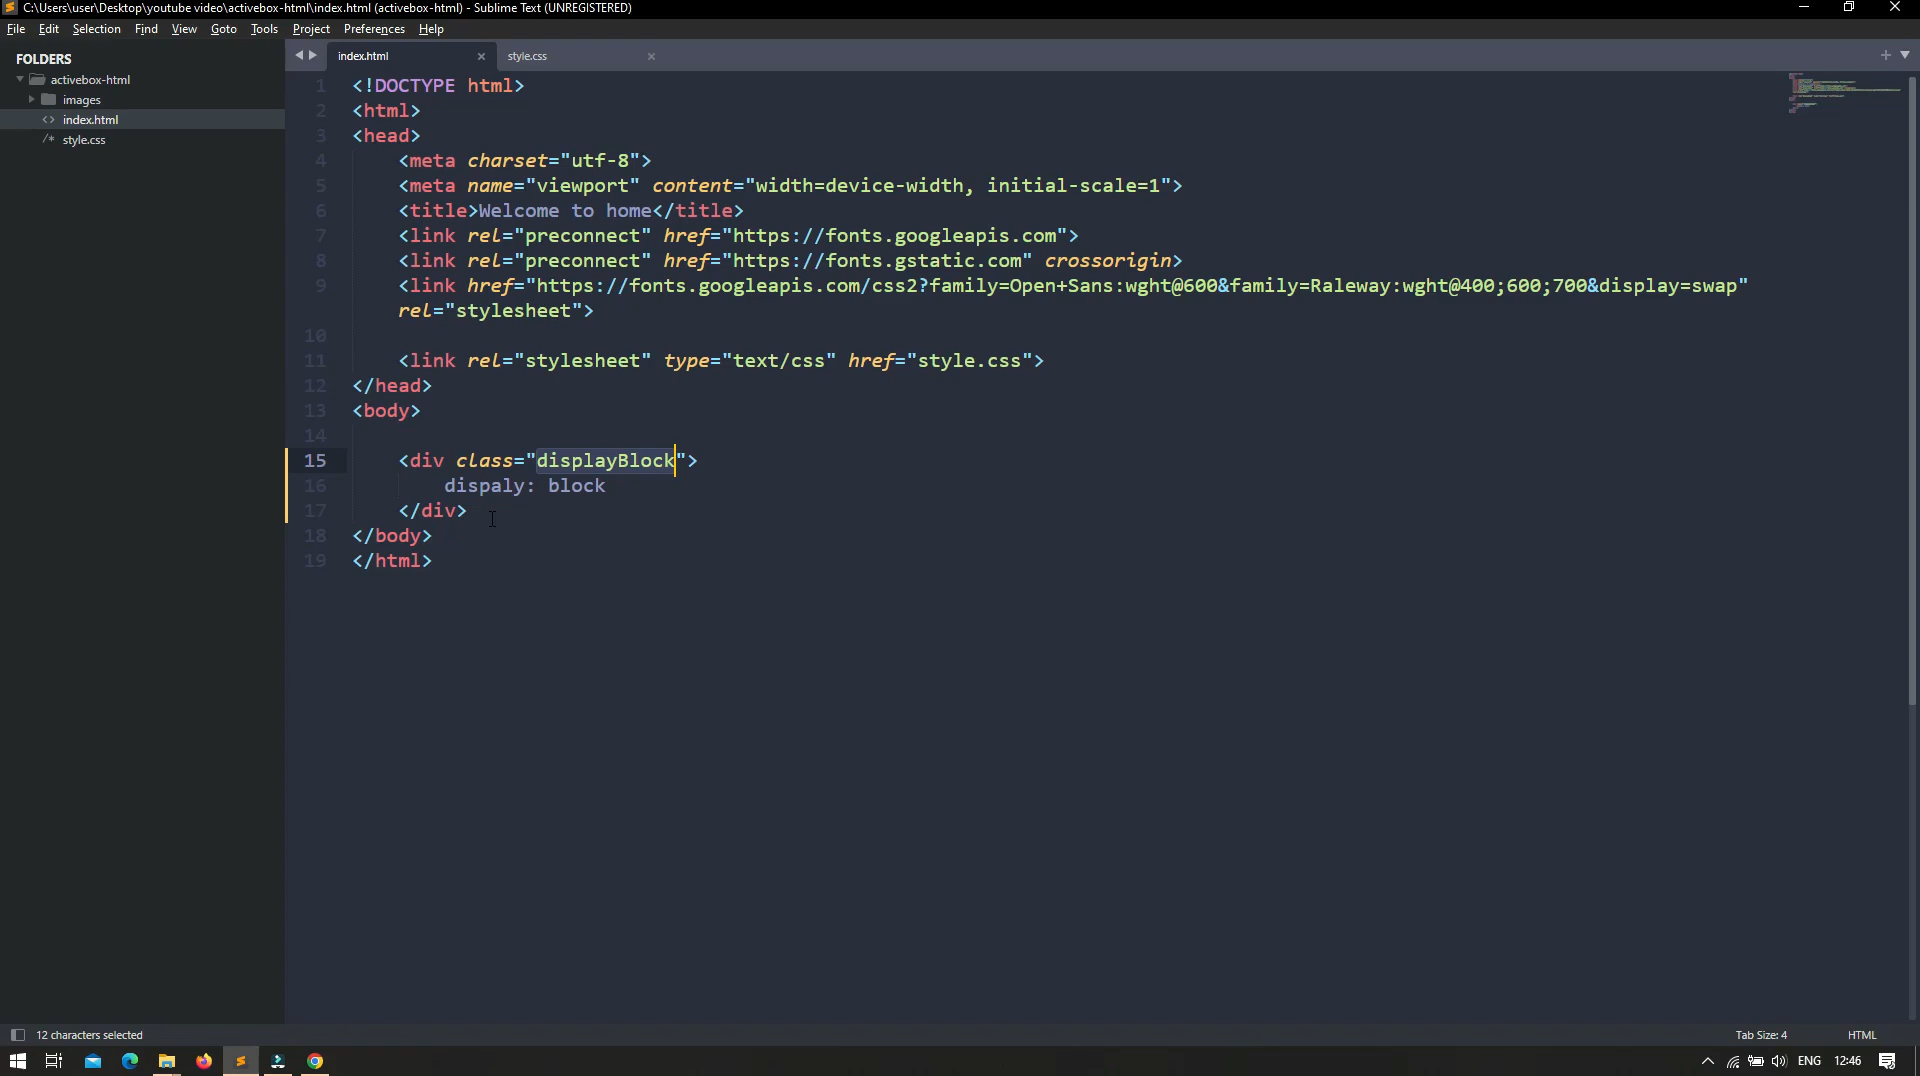 C:\Users\user\Desktop\youtube video\activebox-html\index.html (activebox-html) - Sublime Text (UNREGISTERED)
File Edit Selection Find View Goto Tools Project Preferences Help
FOLDERS
activebox-html
images
index.html
style.css
index.html style.css
1 <!DOCTYPE html>
2 <html>
3 <head>
4 <meta charset="utf-8">
5 <meta name="viewport" content="width=device-width, initial-scale=1">
6 <title>Welcome to home</title>
7 <link rel="preconnect" href="https://fonts.googleapis.com">
8 <link rel="preconnect" href="https://fonts.gstatic.com" crossorigin>
9 <link href="https://fonts.googleapis.com/css2?family=Open+Sans:wght@600&family=Raleway:wght@400;600;700&display=swap"
rel="stylesheet">
10
11 <link rel="stylesheet" type="text/css" href="style.css">
12 </head>
13 <body>
14
15 <div class="displayBlock">
16 dispaly: block
17 </div>
18 </body>
19 </html>
12 characters selected Tab Size: 4 HTML
ENG 12:46